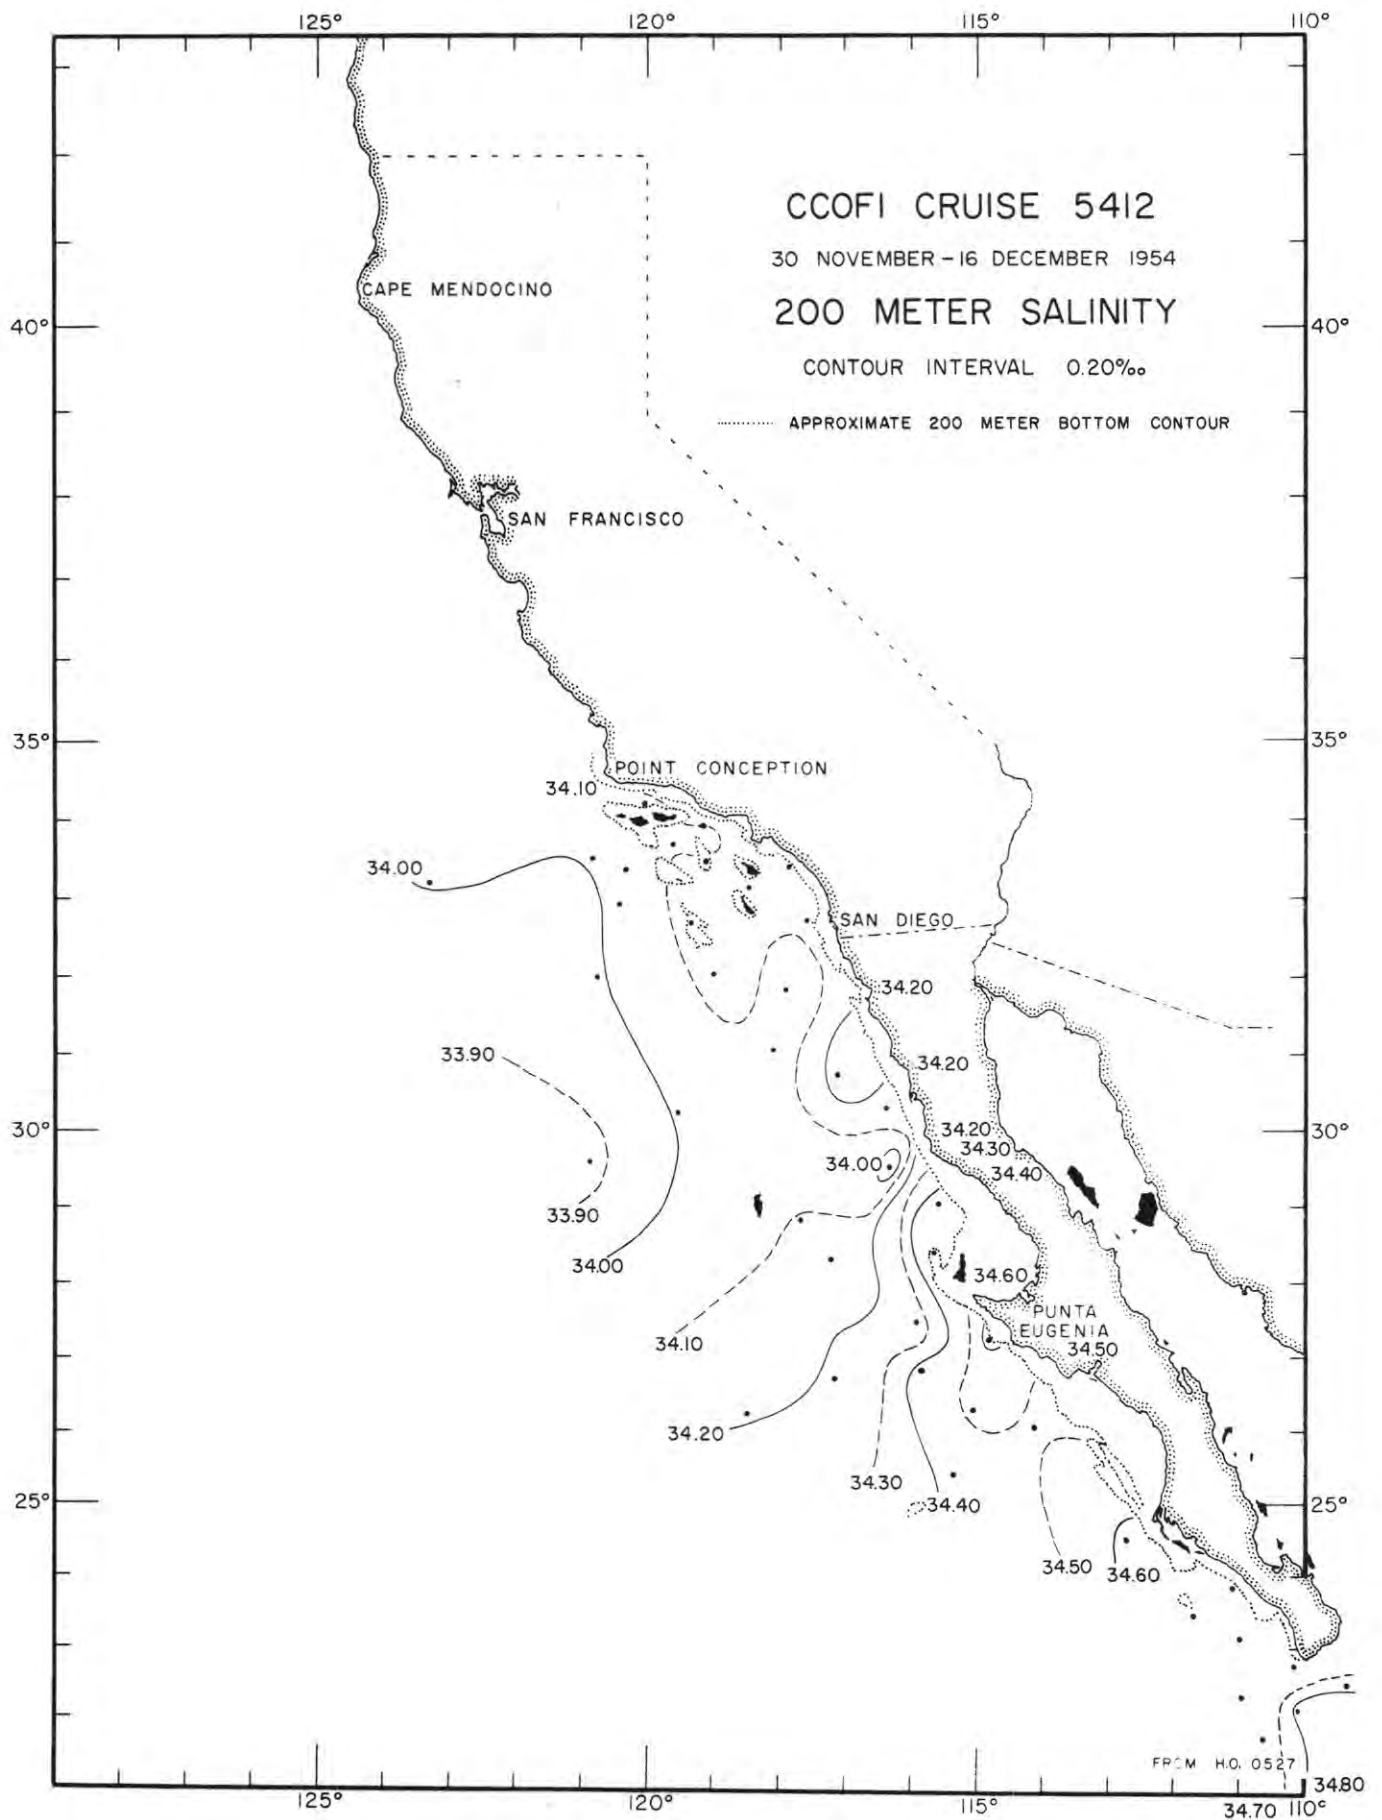 125° 120° 115° 110°
CCOFI CRUISE 5412
30 NOVEMBER – 16 DECEMBER 1954
CAPE MENDOCINO
200 METER SALINITY
40° 40°
CONTOUR INTERVAL 0.20‰
APPROXIMATE 200 METER BOTTOM CONTOUR
SAN FRANCISCO
35° 35°
POINT CONCEPTION
34.10
34.00
SAN DIEGO
34.20
33.90
34.20
30° 34.20 30°
34.30
34.00
34.40
33.90
34.00
34.60
PUNTA
EUGENIA
34.10
34.50
34.20
34.30
25° 34.40 25°
34.50 34.60
FROM H.O. 0527
34.80
125° 120° 115° 34.70 110°